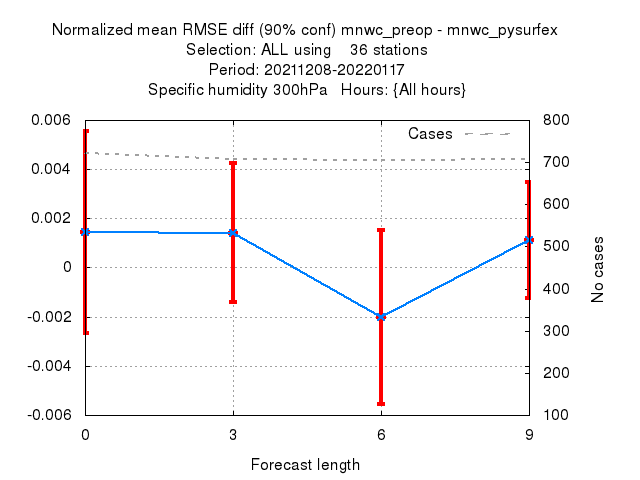 Normalized mean RMSE diff (90% conf) mnwc_preop - mnwc_pysurfex
Selection: ALL using 36 stations
Period: 20211208-20220117
Specific humidity 300hPa Hours: {All hours}
0.006
0.004
0.002
0
-0.002
-0.004
-0.006
Cases
800
700
600
500
400
300
200
100
No cases
0 3 6 9
Forecast length